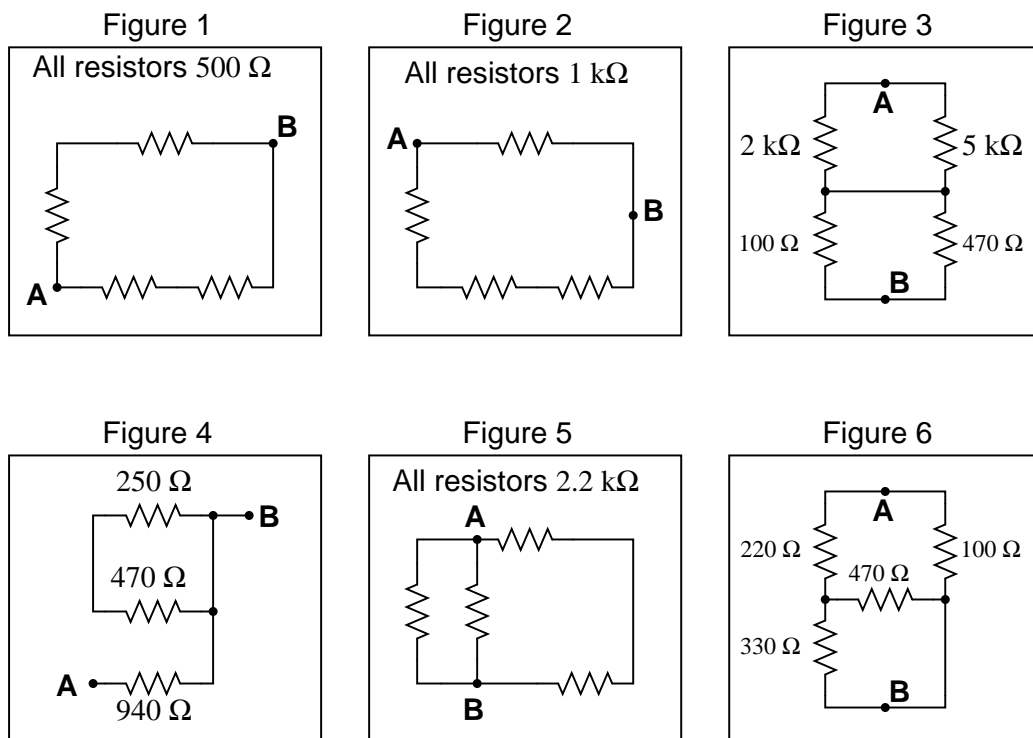 Figure 1
All resistors 500 Ω
B
A
Figure 2
All resistors 1 kΩ
A
B
Figure 3
A
2 kΩ 5 kΩ
100 Ω 470 Ω
B
Figure 4
250 Ω
B
470 Ω
A
940 Ω
Figure 5
All resistors 2.2 kΩ
A
B
Figure 6
A
220 Ω 100 Ω
470 Ω
330 Ω
B